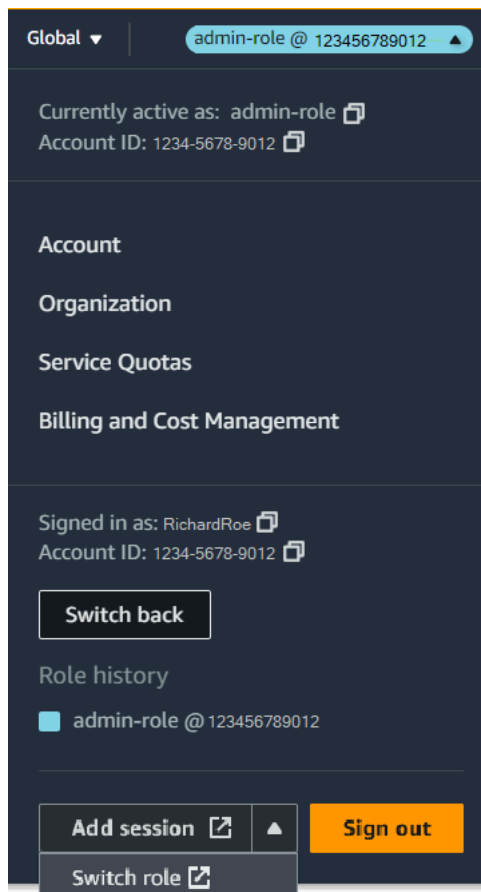 Global admin-role @ 123456789012
Currently active as: admin-role
Account ID: 1234-5678-9012
Account
Organization
Service Quotas
Billing and Cost Management
Signed in as: RichardRoe
Account ID: 1234-5678-9012
Switch back
Role history
admin-role @ 123456789012
Add session Sign out
Switch role